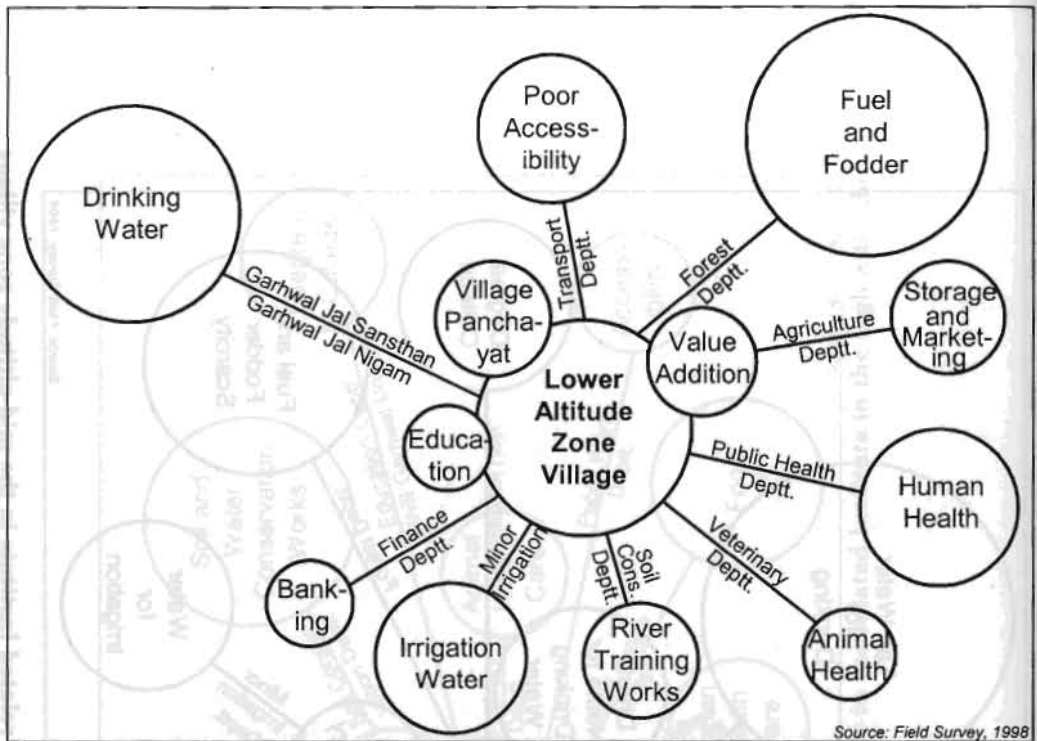 Poor
Access-
ibility
Fuel
and
Fodder
Drinking
Water
Transport
Deptt.
Forest
Deptt.
Garhwal Jal Sansthan
Garhwal Jal Nigam
Village
Pancha-
yat
Value
Addition
Agriculture
Deptt.
Storage
and
Market-
ing
Lower
Altitude
Zone
Village
Educa-
tion
Public Health
Deptt.
Human
Health
Finance
Deptt.
Minor
Irrigation
Soil
Cons.
Deptt.
Veterinary
Deptt.
Bank-
ing
Irrigation
Water
River
Training
Works
Animal
Health
Source: Field Survey, 1998